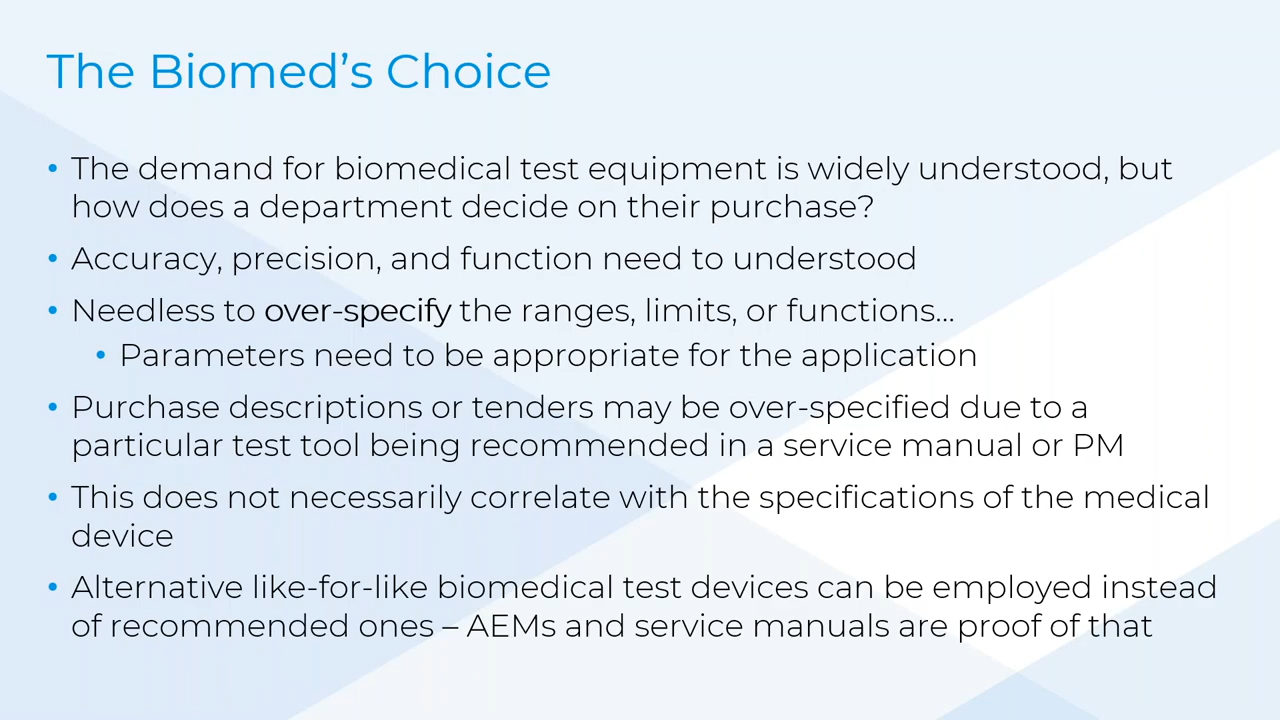 The Biomed’s Choice
• The demand for biomedical test equipment is widely understood, but
how does a department decide on their purchase?
• Accuracy, precision, and function need to understood
• Needless to over-specify the ranges, limits, or functions...
• Parameters need to be appropriate for the application
• Purchase descriptions or tenders may be over-specified due to a
particular test tool being recommended in a service manual or PM
• This does not necessarily correlate with the specifications of the medical
device
• Alternative like-for-like biomedical test devices can be employed instead
of recommended ones – AEMs and service manuals are proof of that